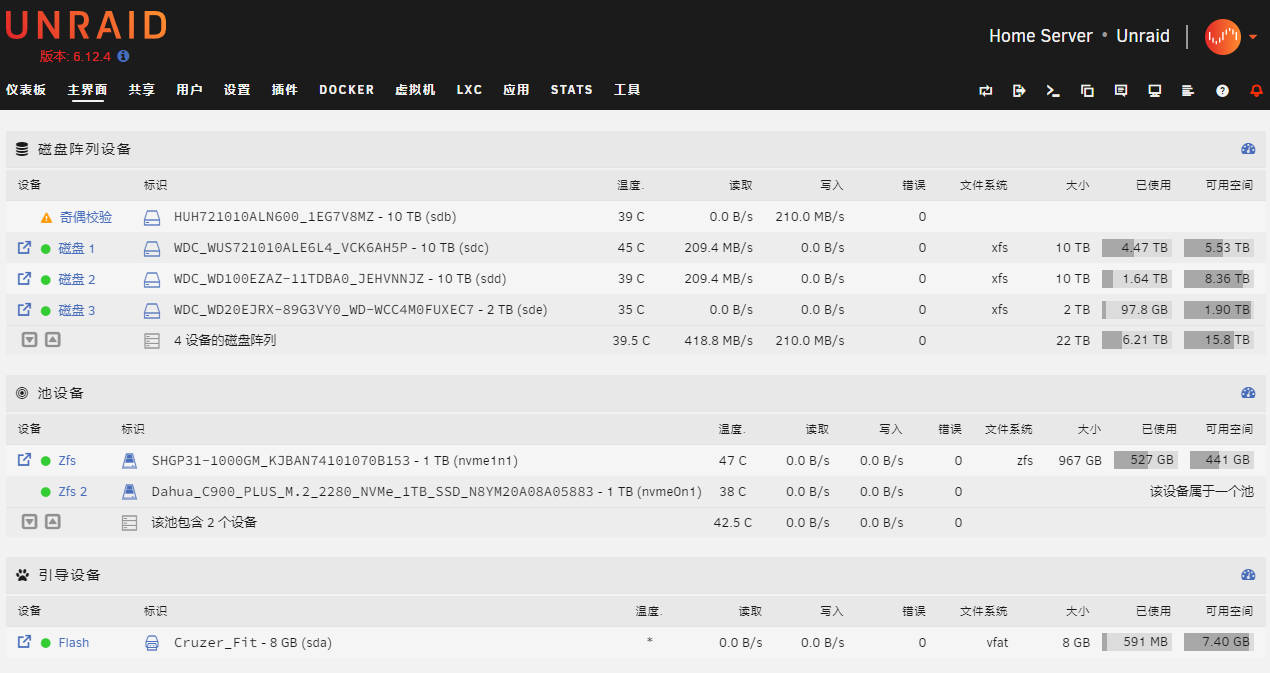 UNRAID
版本: 6.12.4
Home Server • Unraid
仪表板 主界面 共享 用户 设置 插件 DOCKER 虚拟机 LXC 应用 STATS 工具
磁盘阵列设备
设备 标识 温度. 读取 写入 错误 文件系统 大小 已使用 可用空间
奇偶校验 HUH721010ALN600_1EG7V8MZ - 10 TB (sdb) 39 C 0.0 B/s 210.0 MB/s 0
磁盘 1 WDC_WUS721010ALE6L4_VCK6AH5P - 10 TB (sdc) 45 C 209.4 MB/s 0.0 B/s 0 xfs 10 TB 4.47 TB 5.53 TB
磁盘 2 WDC_WD100EZAZ-11TDBA0_JEHVNNJZ - 10 TB (sdd) 39 C 209.4 MB/s 0.0 B/s 0 xfs 10 TB 1.64 TB 8.36 TB
磁盘 3 WDC_WD20EJRX-89G3VY0_WD-WCC4M0FUXEC7 - 2 TB (sde) 35 C 0.0 B/s 0.0 B/s 0 xfs 2 TB 97.8 GB 1.90 TB
4 设备的磁盘阵列 39.5 C 418.8 MB/s 210.0 MB/s 0 22 TB 6.21 TB 15.8 TB
池设备
设备 标识 温度. 读取 写入 错误 文件系统 大小 已使用 可用空间
Zfs SHGP31-1000GM_KJBAN74101070B153 - 1 TB (nvme1n1) 47 C 0.0 B/s 0.0 B/s 0 zfs 967 GB 527 GB 441 GB
Zfs 2 Dahua_C900_PLUS_M.2_2280_NVMe_1TB_SSD_N8YM20A08A05883 - 1 TB (nvme0n1) 38 C 0.0 B/s 0.0 B/s 0 该设备属于一个池
该池包含 2 个设备 42.5 C 0.0 B/s 0.0 B/s 0
引导设备
设备 标识 温度. 读取 写入 错误 文件系统 大小 已使用 可用空间
Flash Cruzer_Fit - 8 GB (sda) * 0.0 B/s 0.0 B/s 0 vfat 8 GB 591 MB 7.40 GB